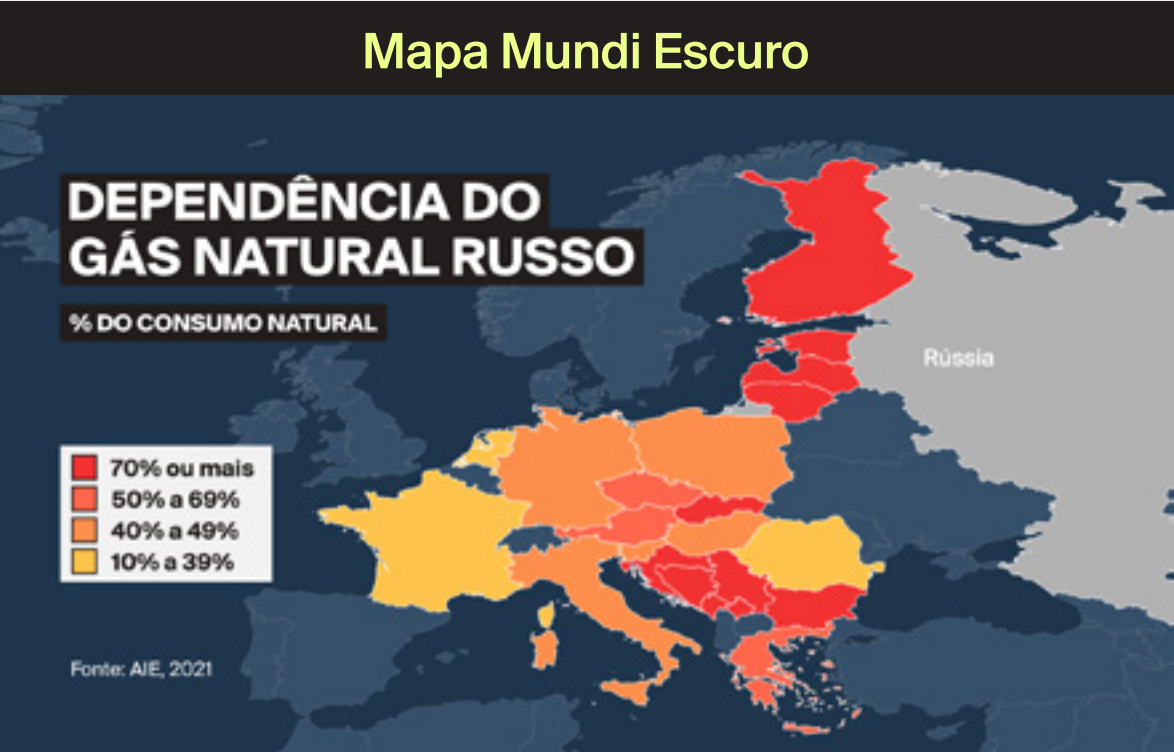 Mapa Mundi Escuro
DEPENDÊNCIA DO
GÁS NATURAL RUSSO
% DO CONSUMO NATURAL
Rússia
70% ou mais
50% a 69%
40% a 49%
10% a 39%
Fonte: AIE, 2021